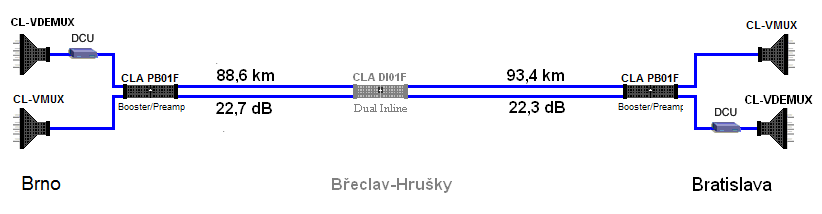 CL-VDEMUX
DCU
CL-VMUX
CLA PB01F
88,6 km
CLA DI01F
93,4 km
CLA PB01F
CL-VMUX
Booster/Preamp
22,7 dB
Dual Inline
22,3 dB
Booster/Preamp
CL-VDEMUX
DCU
Brno
Břeclav-Hrušky
Bratislava